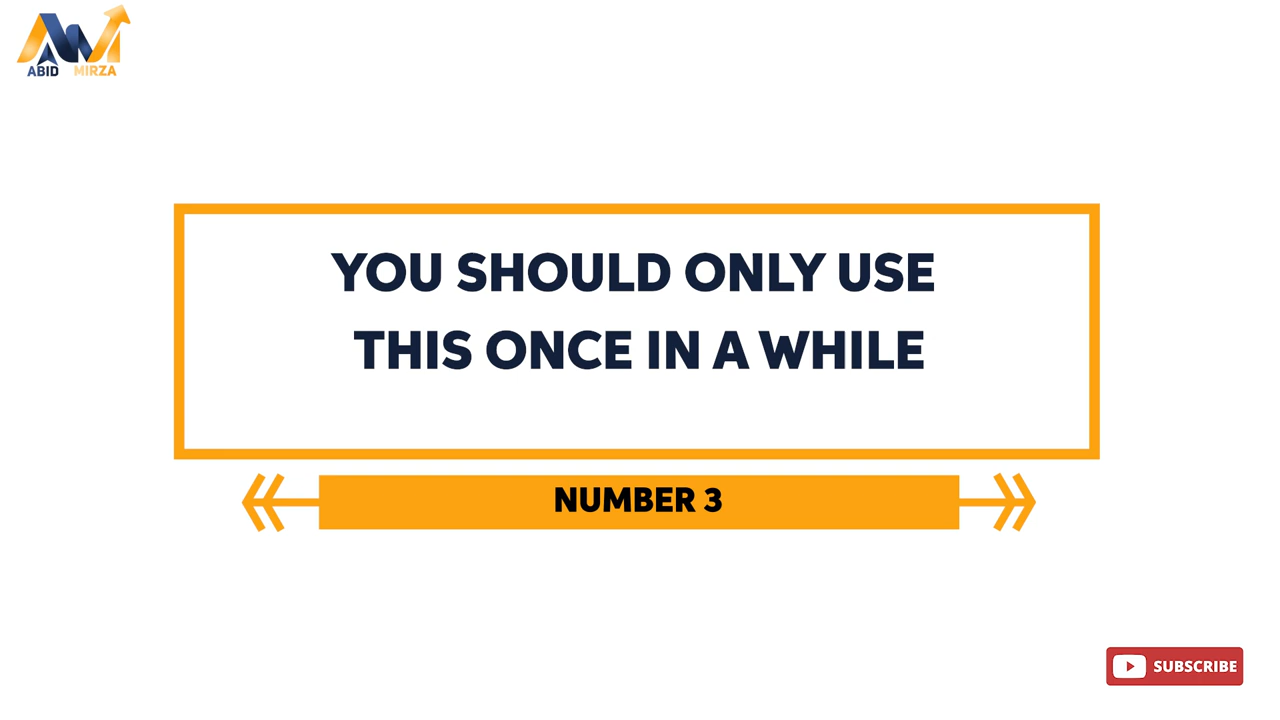 ABID MIRZA
YOU SHOULD ONLY USE
THIS ONCE IN A WHILE
NUMBER 3
SUBSCRIBE